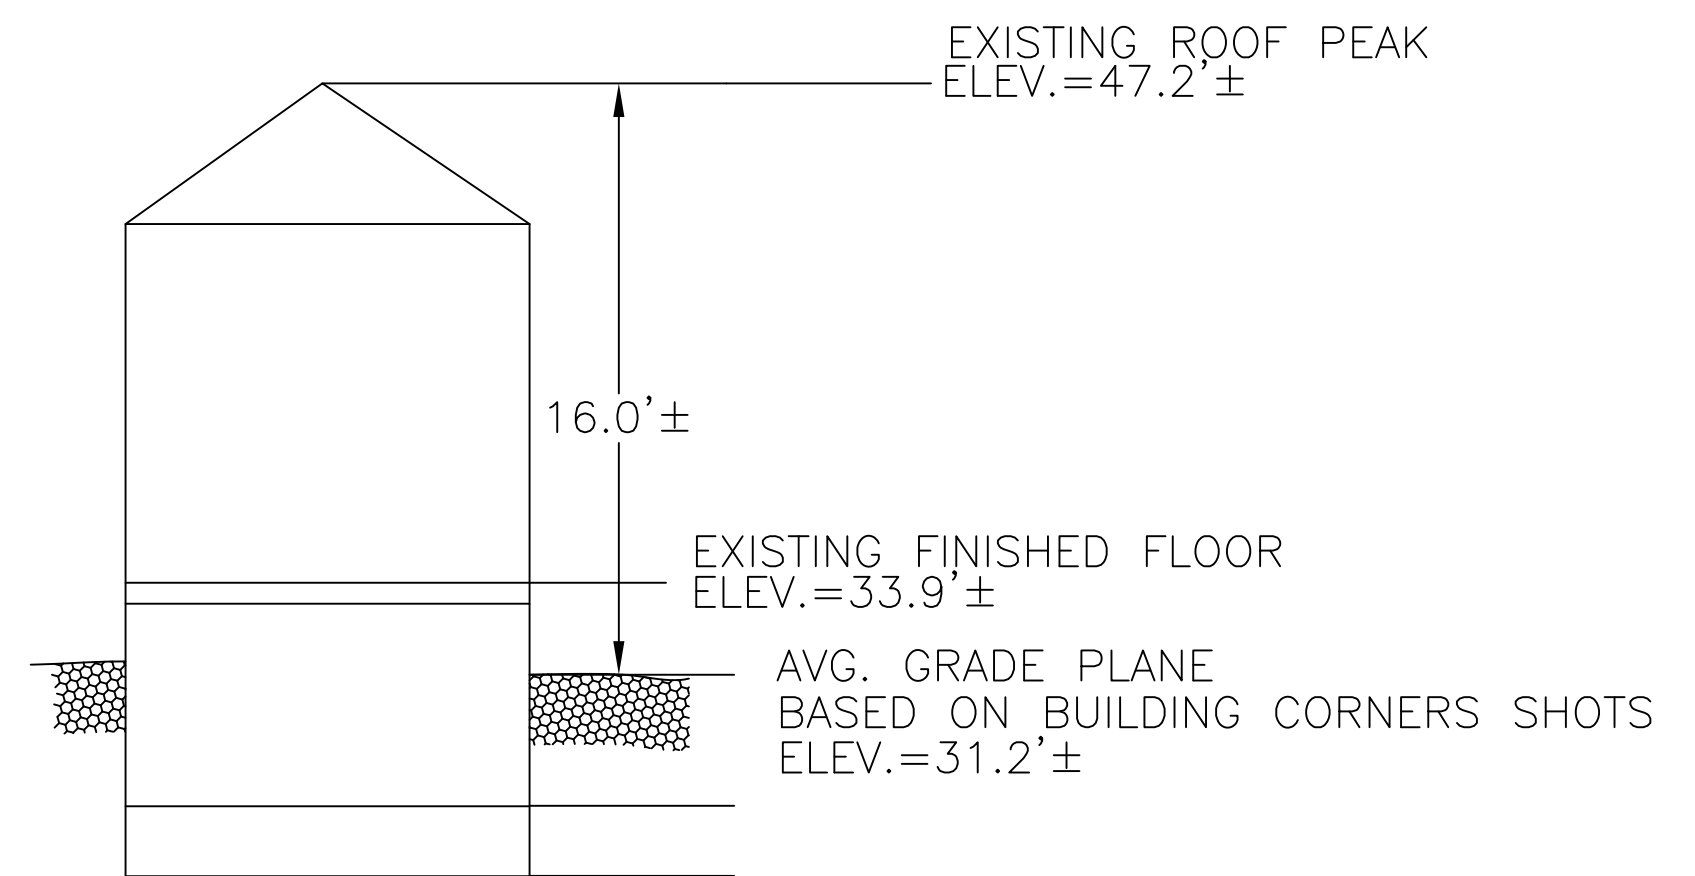 EXISTING ROOF PEAK
ELEV.=47.2'±
16.0'±
EXISTING FINISHED FLOOR
ELEV.=33.9'±
AVG. GRADE PLANE
BASED ON BUILDING CORNERS SHOTS
ELEV.=31.2'±